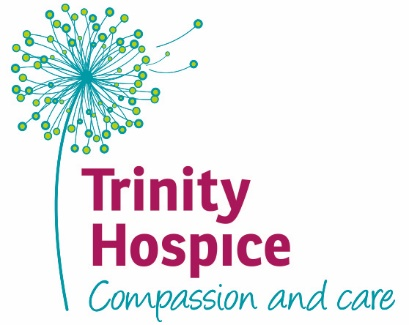 Trinity
Hospice
Compassion and care